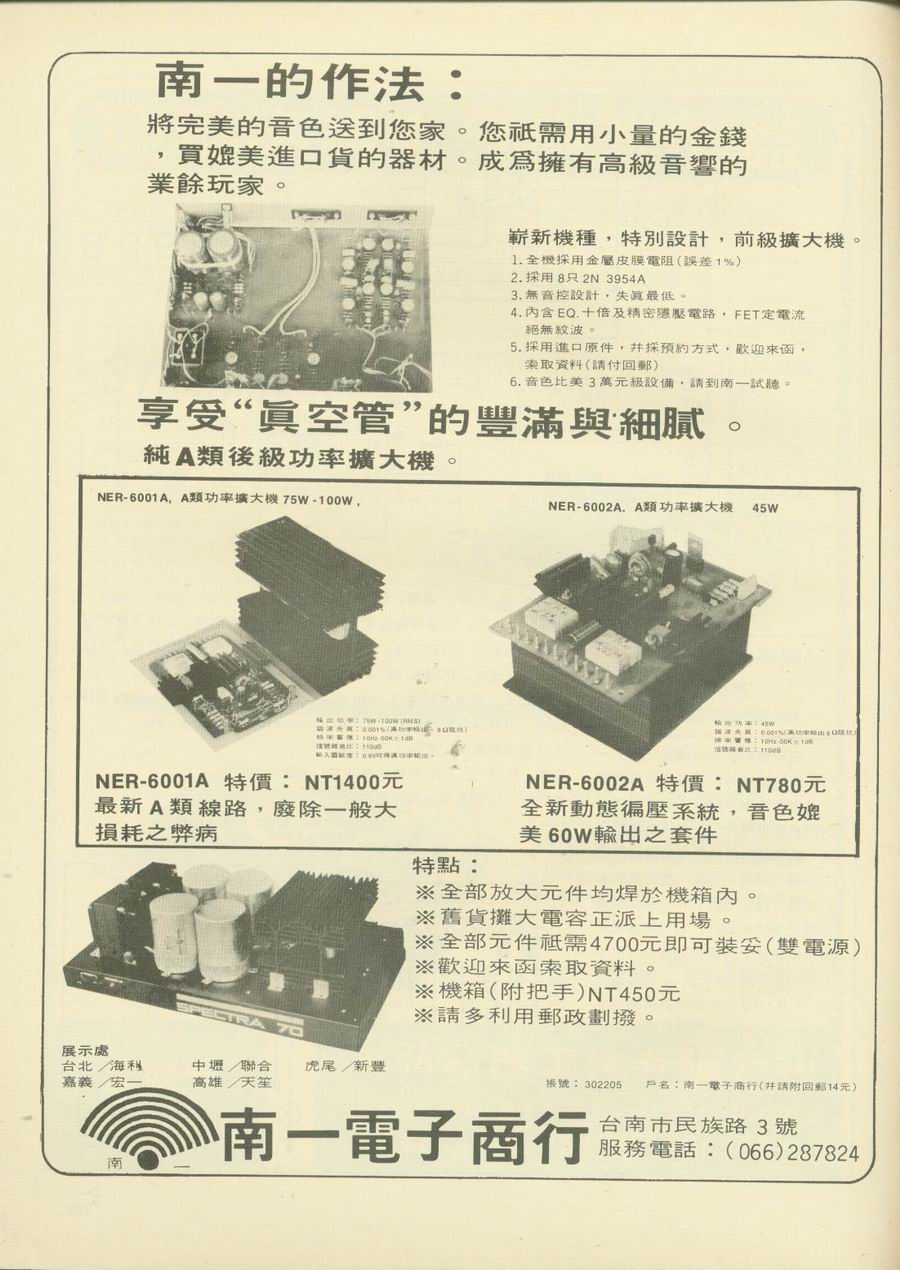 南一的作法：
將完美的音色送到您家。您祇需用小量的金錢
，買媲美進口貨的器材。成爲擁有高級音響的
業餘玩家。
嶄新機種，特別設計，前級擴大機。
1. 全機採用金屬皮膜電阻(誤差1%)
2. 採用8只2N 3954A
3. 無音控設計，失眞最低。
4. 內含EQ.十倍及精密隱壓電路，FET定電流
絕無紋波。
5. 採用進口原件，幷採預約方式，歡迎來函，
索取資料(請付回郵)
6. 音色比美3萬元級設備，請到南一試聽。
享受“眞空管”的豐滿與細膩。
純A類後級功率擴大機。
NER-6001A, A類功率擴大機 75W-100W,
NER-6002A. A類功率擴大機 45W
輸出功率：75W-100W(RMS)
諧波失眞：0.001%(滿功率輸出 8Ω阻抗)
頻率響應：10Hz-50K±1dB
信號雜音比：110dB
輸入靈敏度：0.8V可得滿功率輸出。
輸出功率：45W
諧波失眞：0.001%(滿功率輸出8Ω阻抗)
頻率響應：10Hz-50K±1dB
信號雜音比：110dB
NER-6001A 特價：NT1400元
最新A類線路，廢除一般大
損耗之弊病
NER-6002A 特價：NT780元
全新動態偏壓系統，音色媲
美60W輸出之套件
特點：
※全部放大元件均焊於機箱內。
※舊貨攤大電容正派上用場。
※全部元件祇需4700元即可裝妥(雙電源)
※歡迎來函索取資料。
※機箱(附把手)NT450元
※請多利用郵政劃撥。
SPECTRA 70
展示處
台北／海利 中壢／聯合 虎尾／新豐
嘉義／宏一 高雄／天笙
帳號：302205 戶名：南一電子商行(幷請附回郵14元)
南一
南一電子商行
台南市民族路3號
服務電話：(066)287824